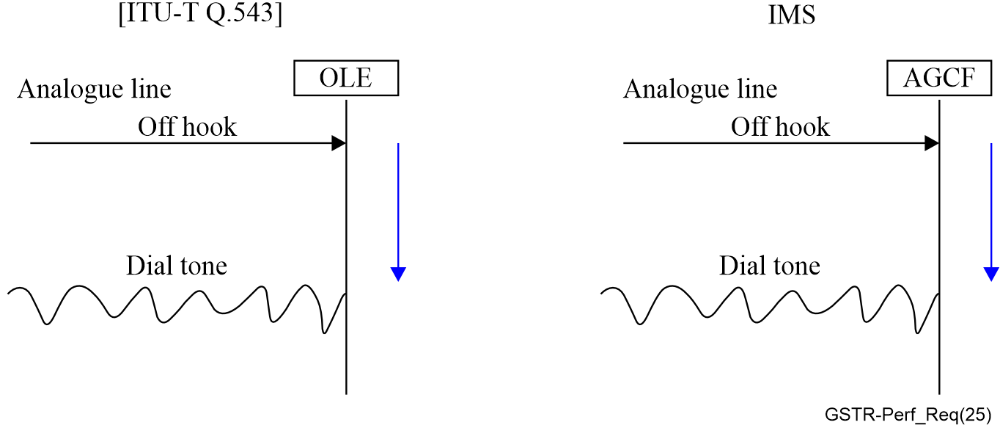 [ITU-T Q.543]
OLE
Analogue line
Off hook
Dial tone
IMS
AGCF
Analogue line
Off hook
Dial tone
GSTR-Perf_Req(25)